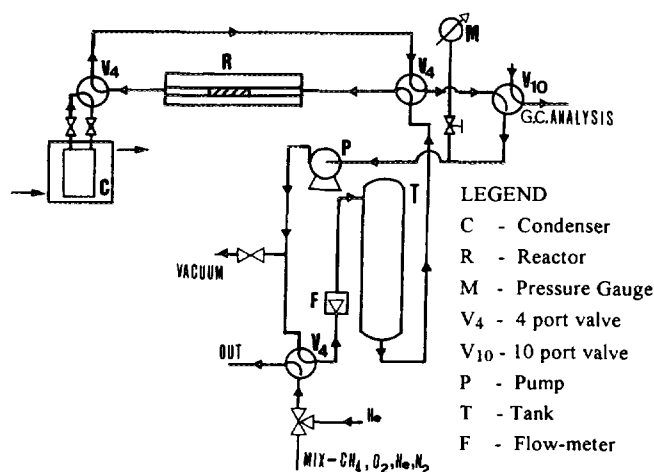 M
V4
R
V4
V10
G.C. ANALYSIS
P
C
T
VACUUM
F
V4
OUT
He
MIX-CH4, O2, He, N2
LEGEND
C - Condenser
R - Reactor
M - Pressure Gauge
V4 - 4 port valve
V10 - 10 port valve
P - Pump
T - Tank
F - Flow-meter